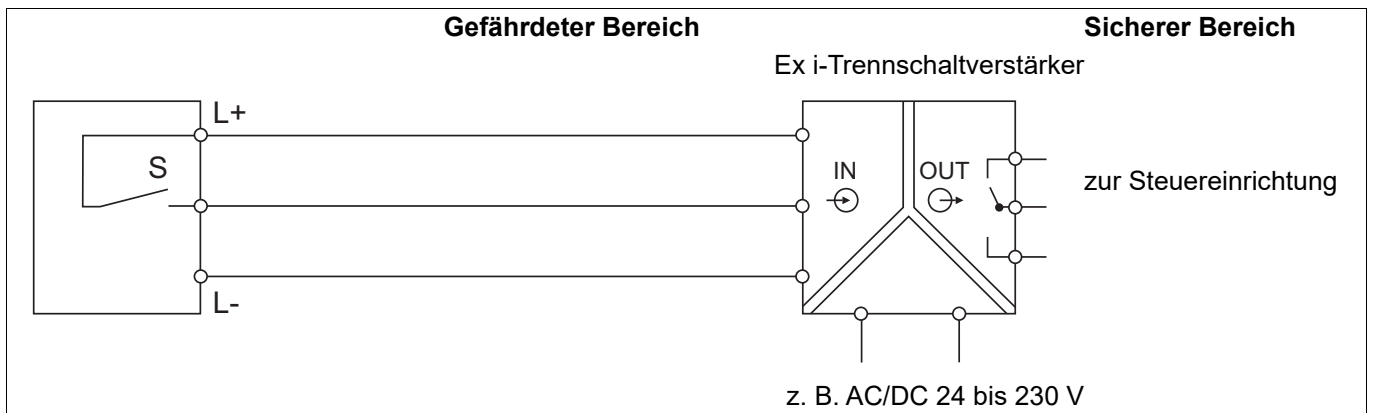 Gefährdeter Bereich
Sicherer Bereich
Ex i-Trennschaltverstärker
L+
S
IN
OUT
zur Steuereinrichtung
L-
z. B. AC/DC 24 bis 230 V